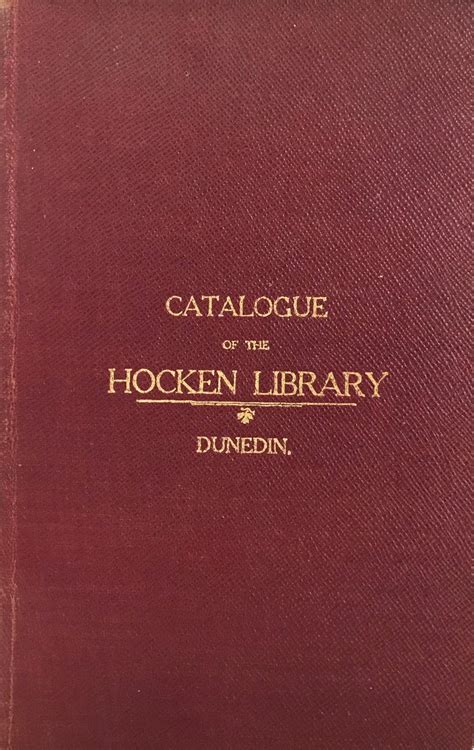 CATALOGUE
OF THE
HOCKEN LIBRARY
DUNEDIN.